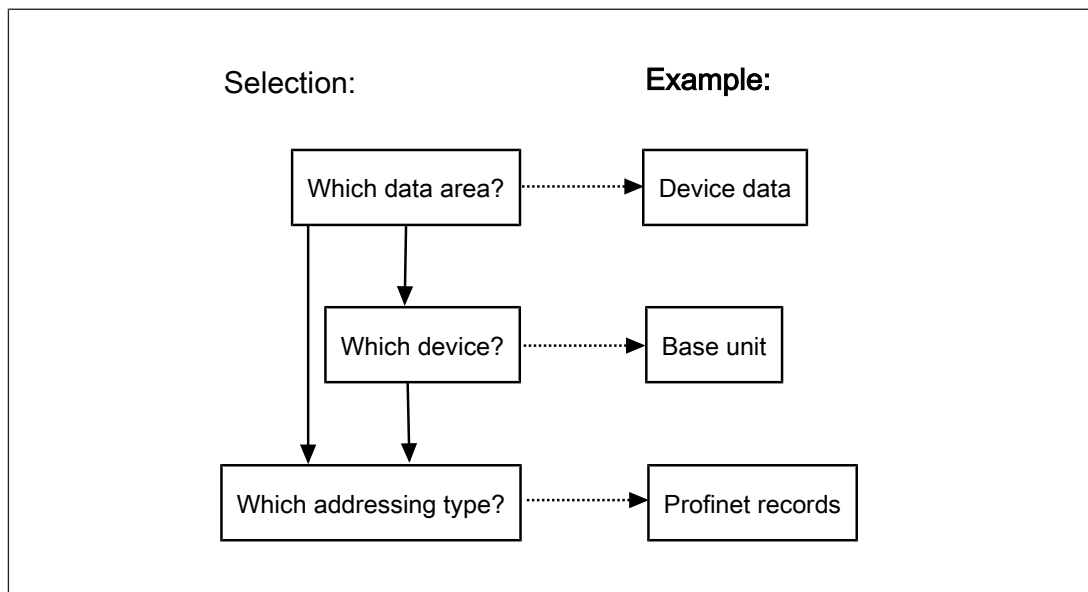 Selection:
Example:
Which data area?
Device data
Which device?
Base unit
Which addressing type?
Profinet records